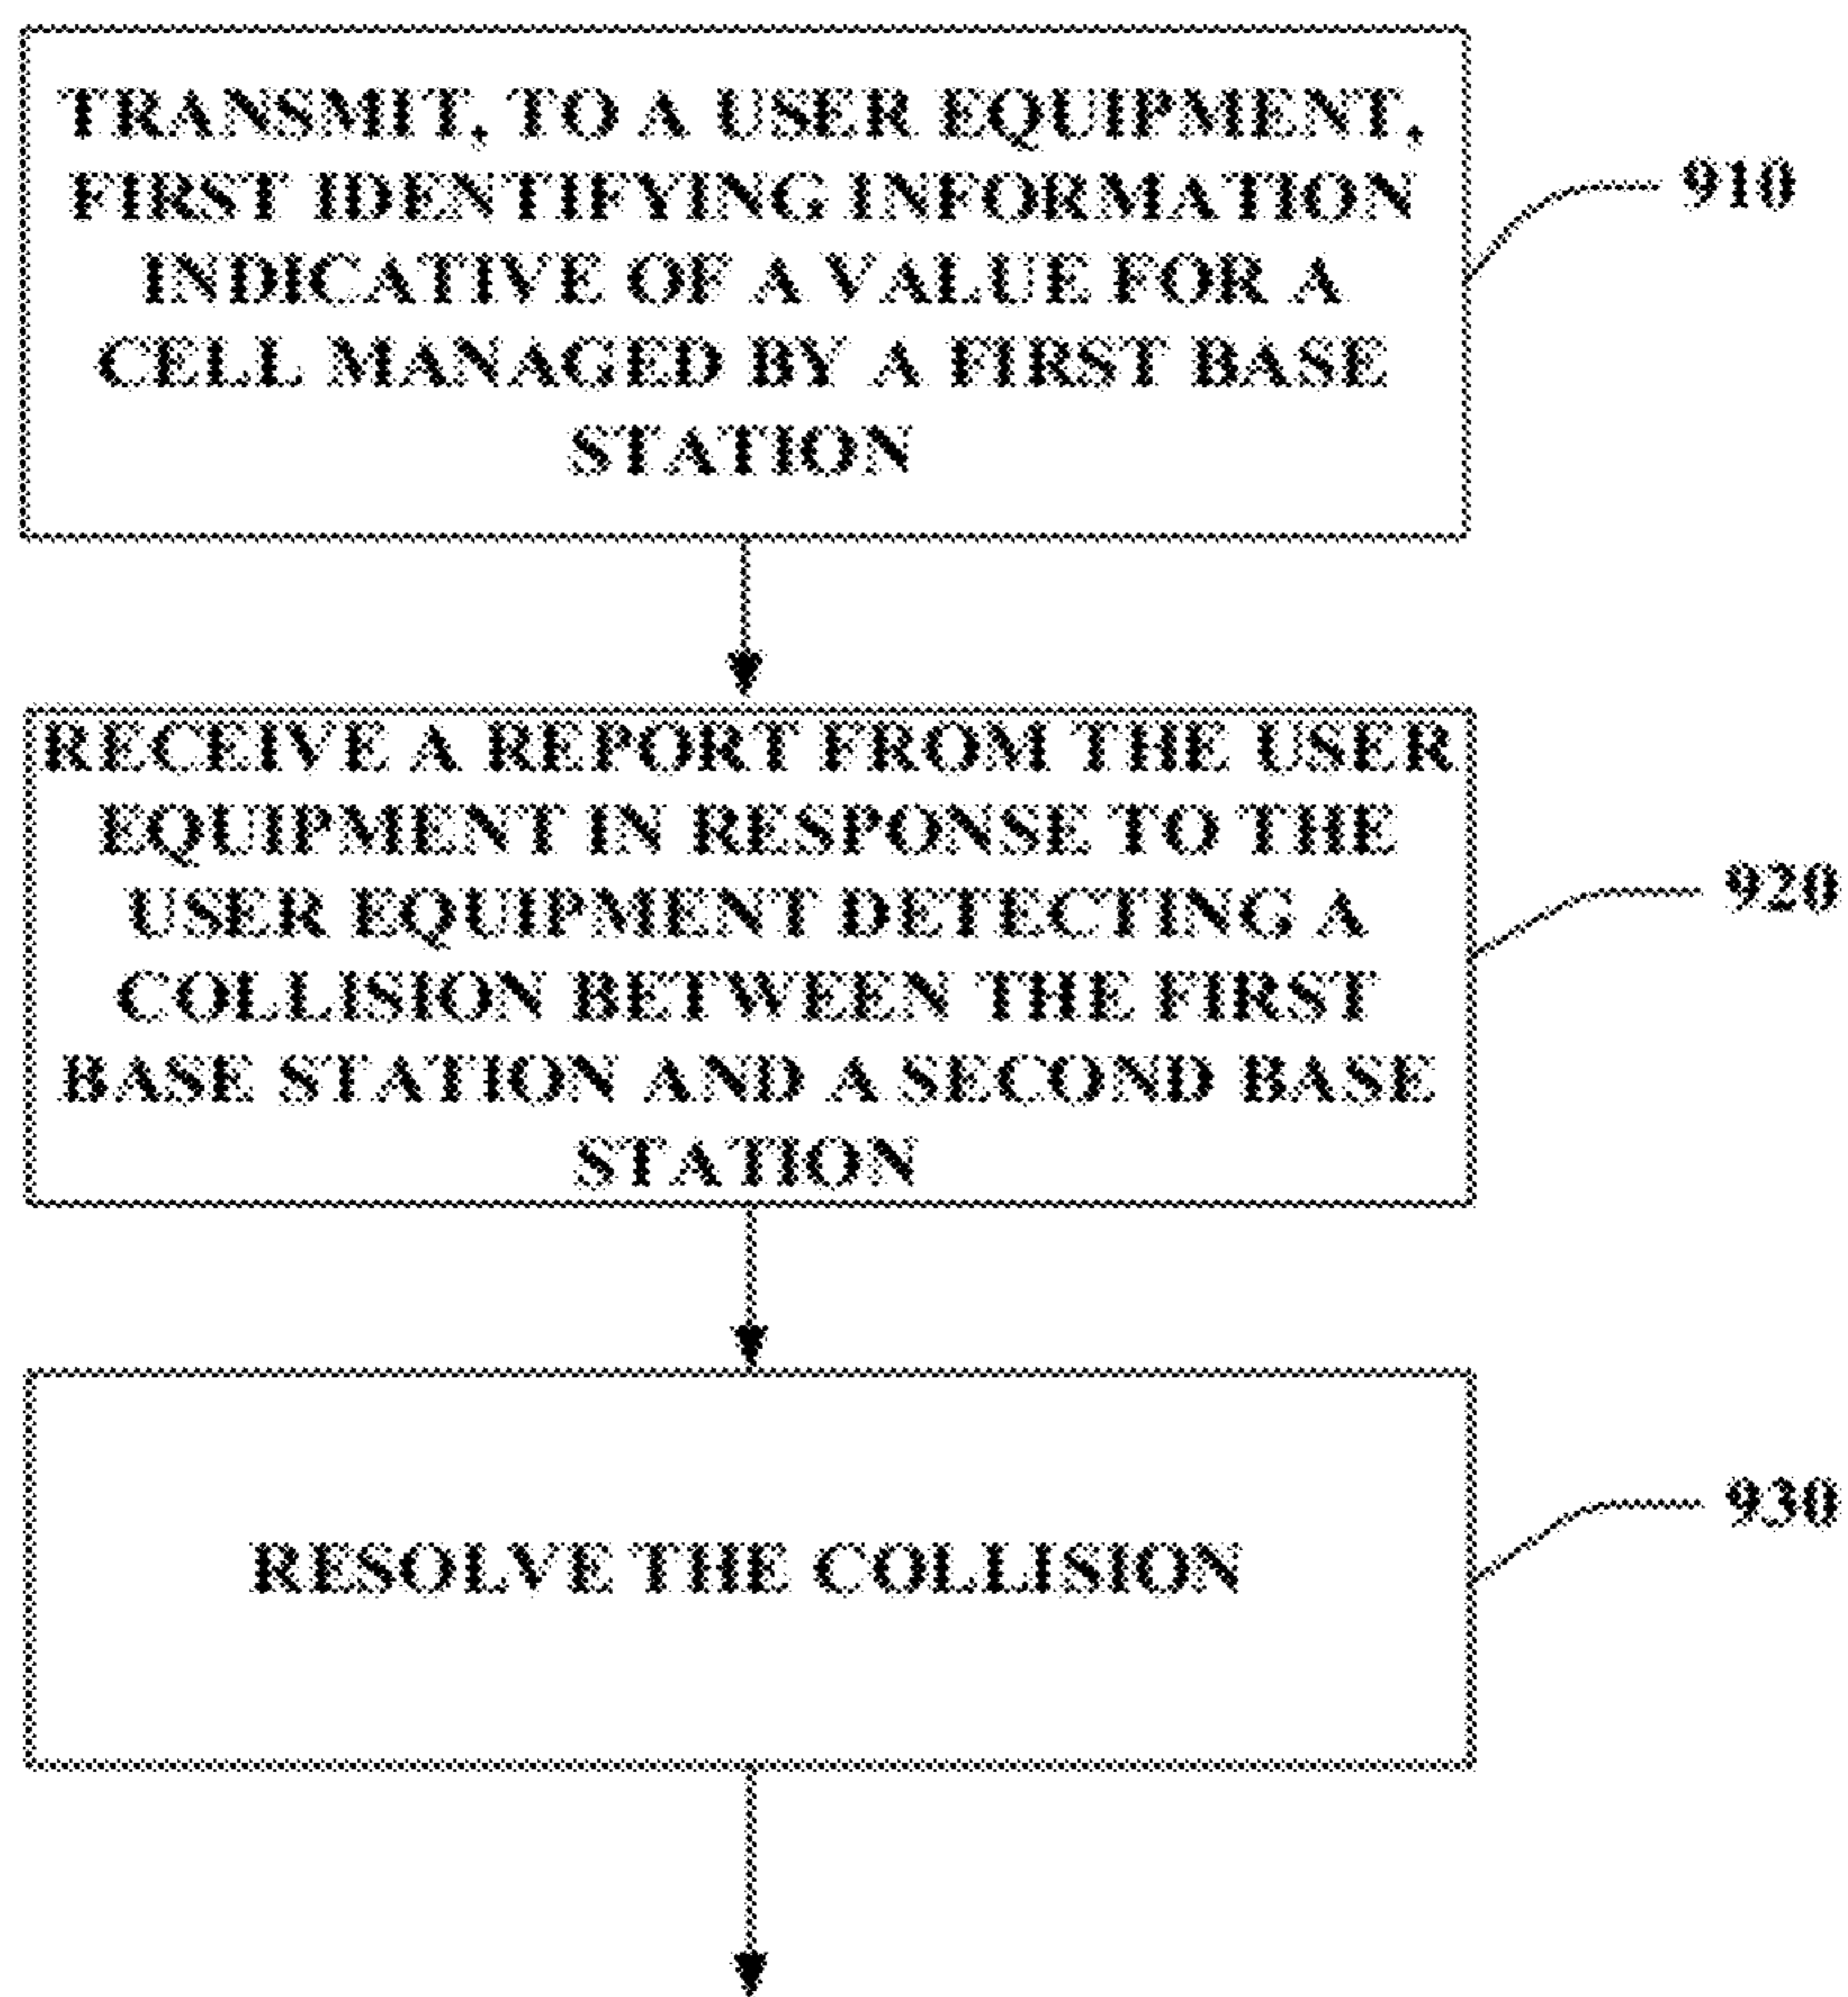 TRANSMIT, TO A USER EQUIPMENT,
FIRST IDENTIFYING INFORMATION
INDICATIVE OF A VALUE FOR A
CELL MANAGED BY A FIRST BASE
STATION
910
RECEIVE A REPORT FROM THE USER
EQUIPMENT IN RESPONSE TO THE
USER EQUIPMENT DETECTING A
COLLISION BETWEEN THE FIRST
BASE STATION AND A SECOND BASE
STATION
920
RESOLVE THE COLLISION
930